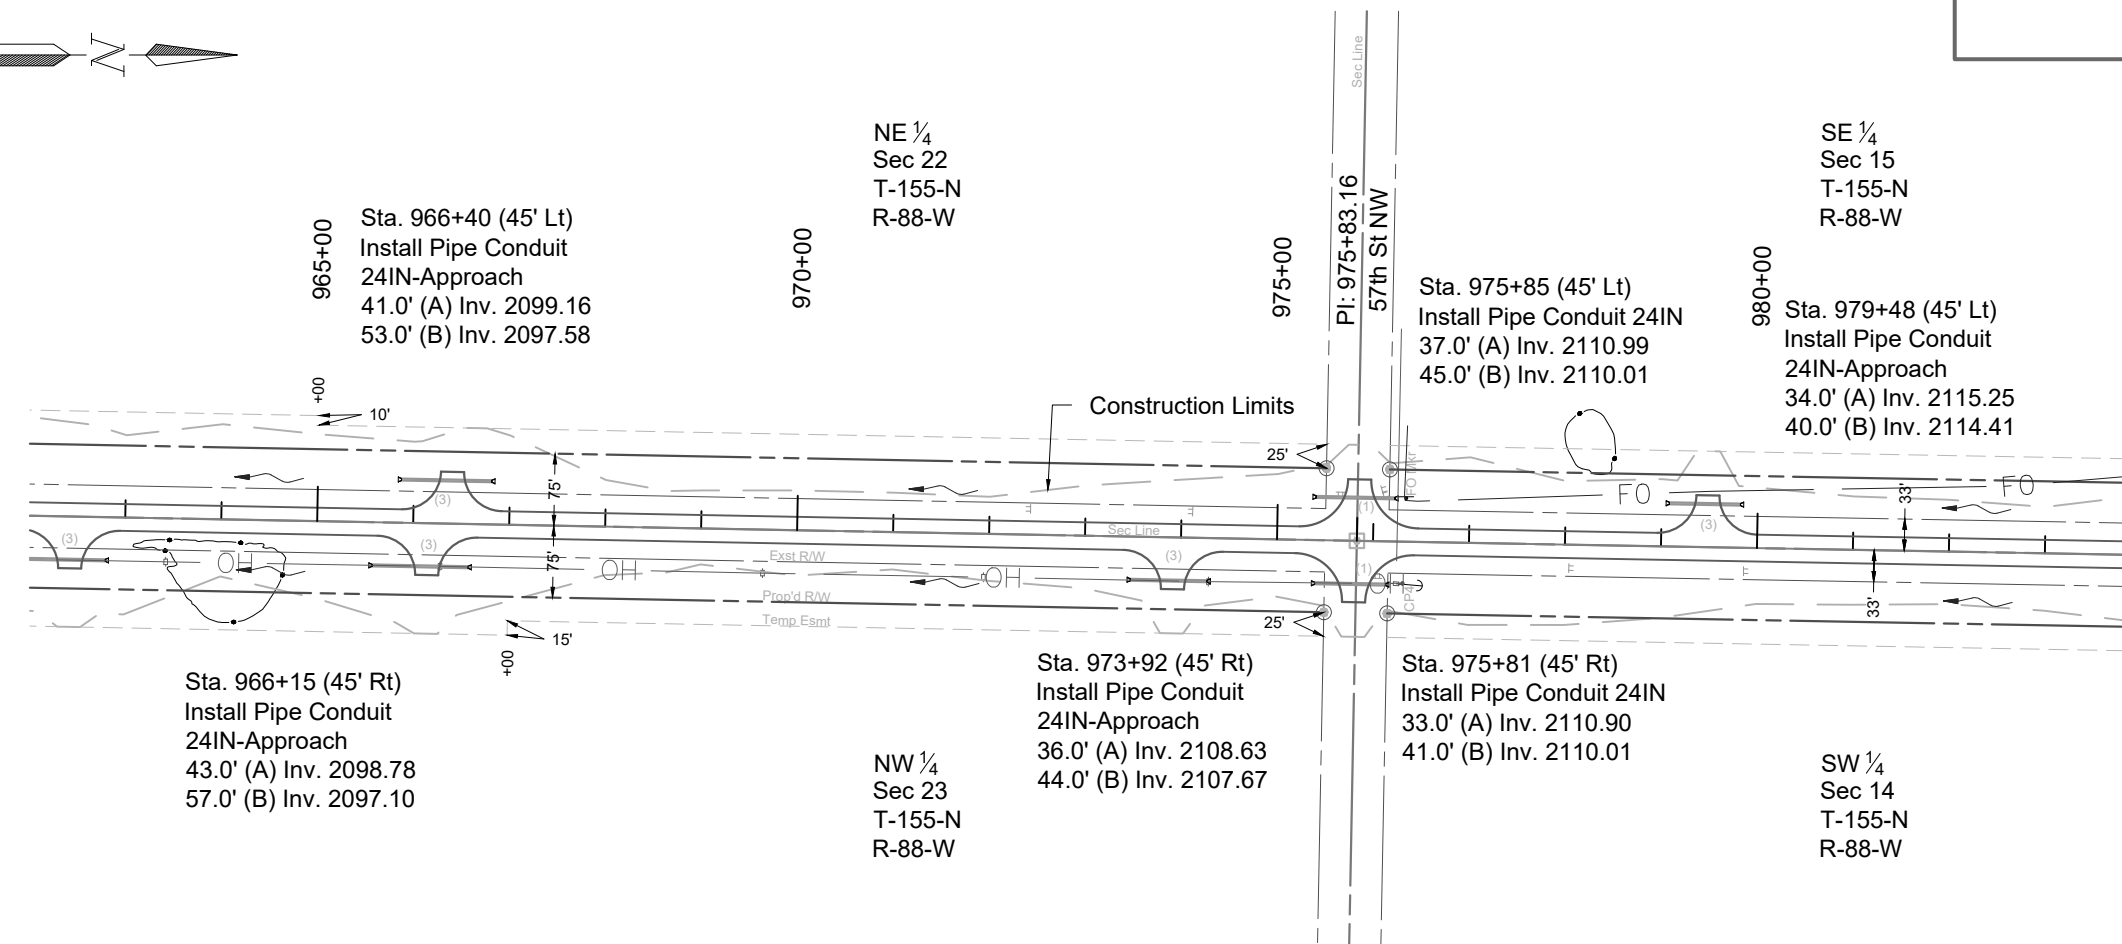 N
Sec Line
NE 1/4
Sec 22
T-155-N
R-88-W
SE 1/4
Sec 15
T-155-N
R-88-W
965+00
Sta. 966+40 (45' Lt)
Install Pipe Conduit
24IN-Approach
41.0' (A) Inv. 2099.16
53.0' (B) Inv. 2097.58
970+00
975+00
PI: 975+83.16
57th St NW
Sta. 975+85 (45' Lt)
Install Pipe Conduit 24IN
37.0' (A) Inv. 2110.99
45.0' (B) Inv. 2110.01
980+00
Sta. 979+48 (45' Lt)
Install Pipe Conduit
24IN-Approach
34.0' (A) Inv. 2115.25
40.0' (B) Inv. 2114.41
+00
10'
Construction Limits
25'
FO Mkr
FO
FO
(3)
75'
(1)
33'
(3)
Sec Line
(3)
(3)
75'
Exst R/W
(3)
(1)
OH
OH
OH
OH
CP4
33'
Prop'd R/W
Temp Esmt
15'
+00
25'
Sta. 966+15 (45' Rt)
Install Pipe Conduit
24IN-Approach
43.0' (A) Inv. 2098.78
57.0' (B) Inv. 2097.10
Sta. 973+92 (45' Rt)
Install Pipe Conduit
24IN-Approach
36.0' (A) Inv. 2108.63
44.0' (B) Inv. 2107.67
Sta. 975+81 (45' Rt)
Install Pipe Conduit 24IN
33.0' (A) Inv. 2110.90
41.0' (B) Inv. 2110.01
NW 1/4
Sec 23
T-155-N
R-88-W
SW 1/4
Sec 14
T-155-N
R-88-W